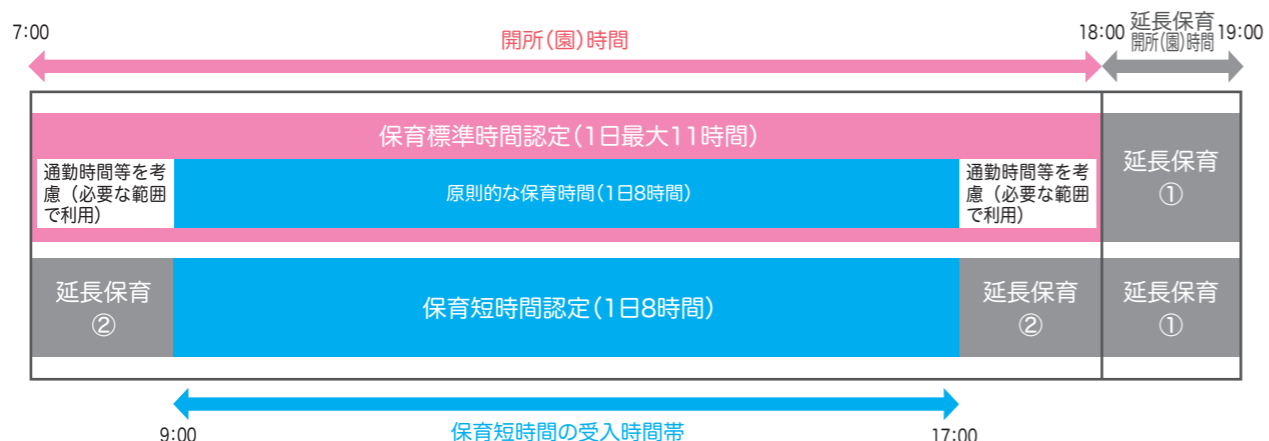 7:00
開所(園)時間
18:00
延長保育
開所(園)時間
19:00
保育標準時間認定(1日最大11時間)
通勤時間等を考
慮（必要な範囲
で利用）
原則的な保育時間(1日8時間)
通勤時間等を考
慮（必要な範囲
で利用）
延長保育
①
延長保育
②
保育短時間認定(1日8時間)
延長保育
②
延長保育
①
9:00
保育短時間の受入時間帯
17:00